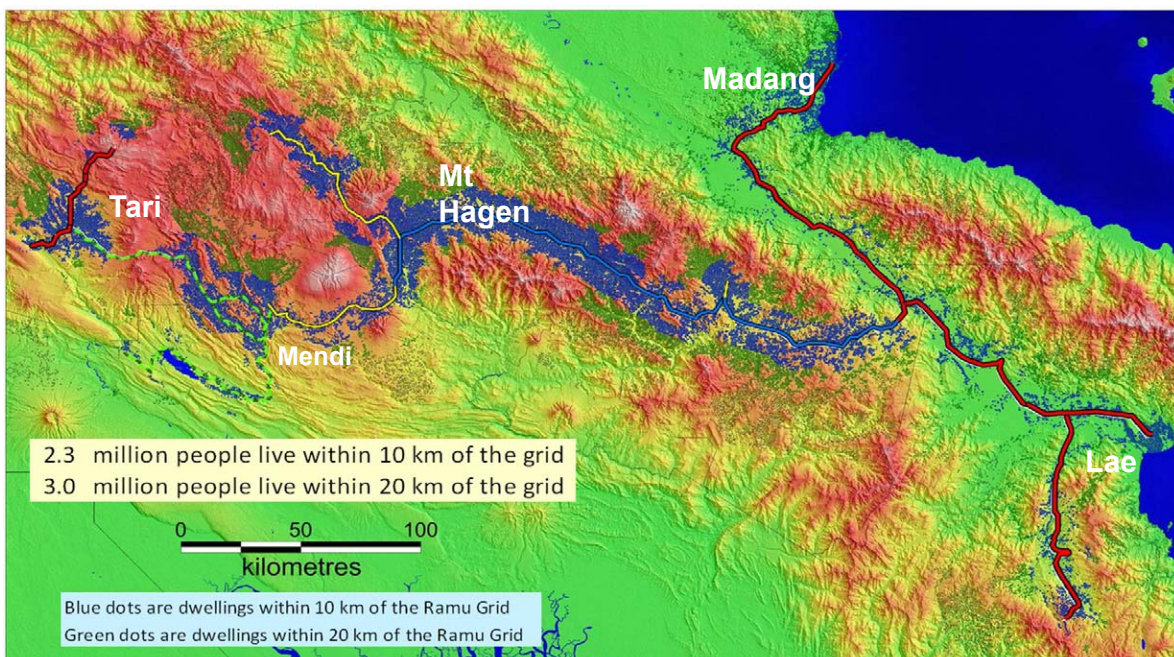 Madang
Mt
Hagen
Tari
Mendi
Lae
2.3 million people live within 10 km of the grid
3.0 million people live within 20 km of the grid
0 50 100
kilometres
Blue dots are dwellings within 10 km of the Ramu Grid
Green dots are dwellings within 20 km of the Ramu Grid